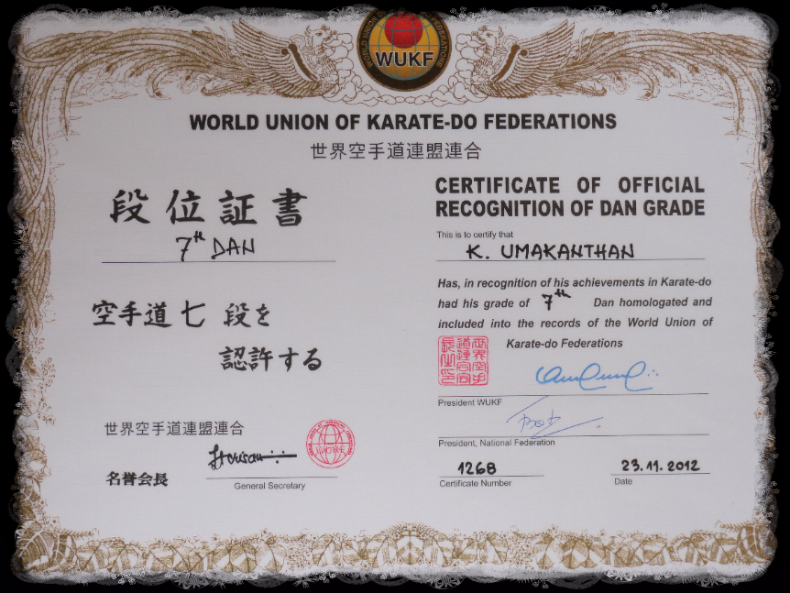 WUKF
WORLD UNION OF KARATE-DO FEDERATIONS
世界空手道連盟連合
段位証書
7th DAN
空手道七 段を
認許する
世界空手道連盟連合
名誉会長
General Secretary
CERTIFICATE OF OFFICIAL
RECOGNITION OF DAN GRADE
This is to certify that
K. UMAKANTHAN
Has, in recognition of his achievements in Karate-do
had his grade of 7th Dan homologated and
included into the records of the World Union of
Karate-do Federations
President WUKF
President, National Federation
1268
Certificate Number
23.11.2012
Date